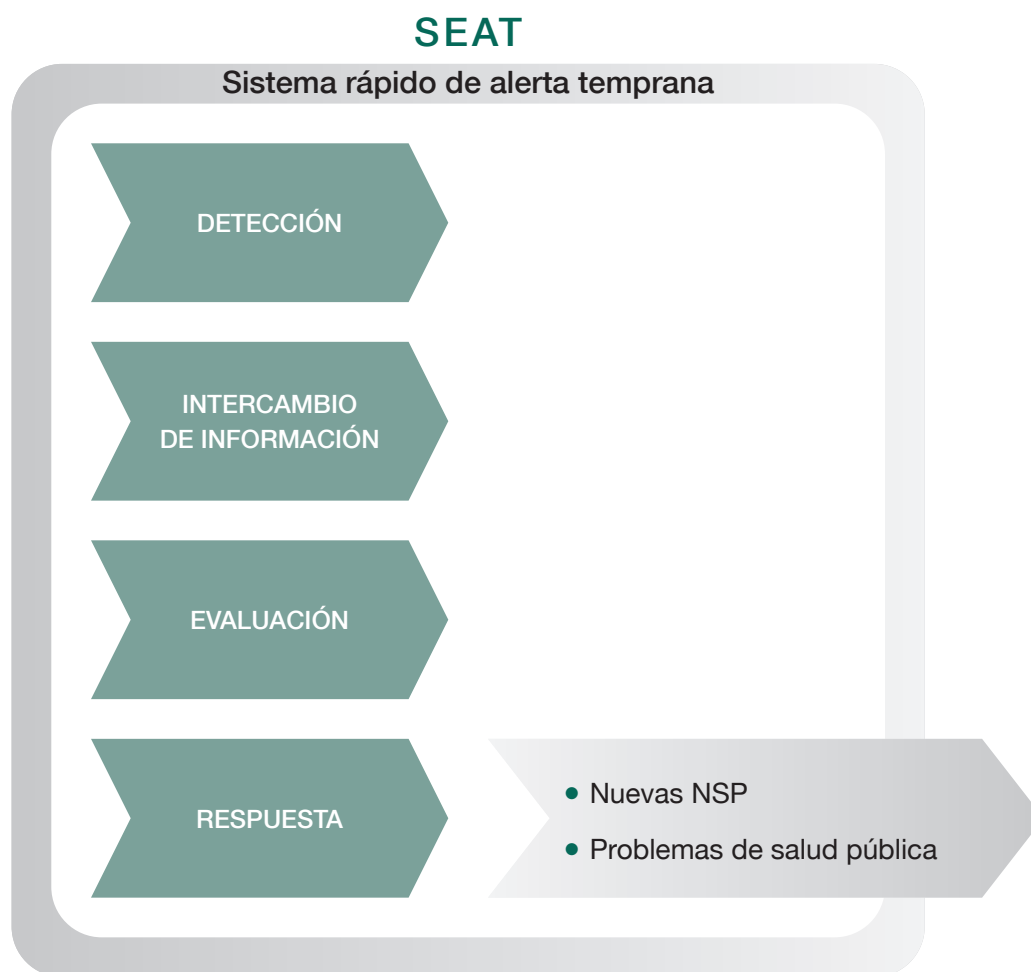 SEAT
Sistema rápido de alerta temprana
DETECCIÓN
INTERCAMBIO
DE INFORMACIÓN
EVALUACIÓN
RESPUESTA
• Nuevas NSP
• Problemas de salud pública